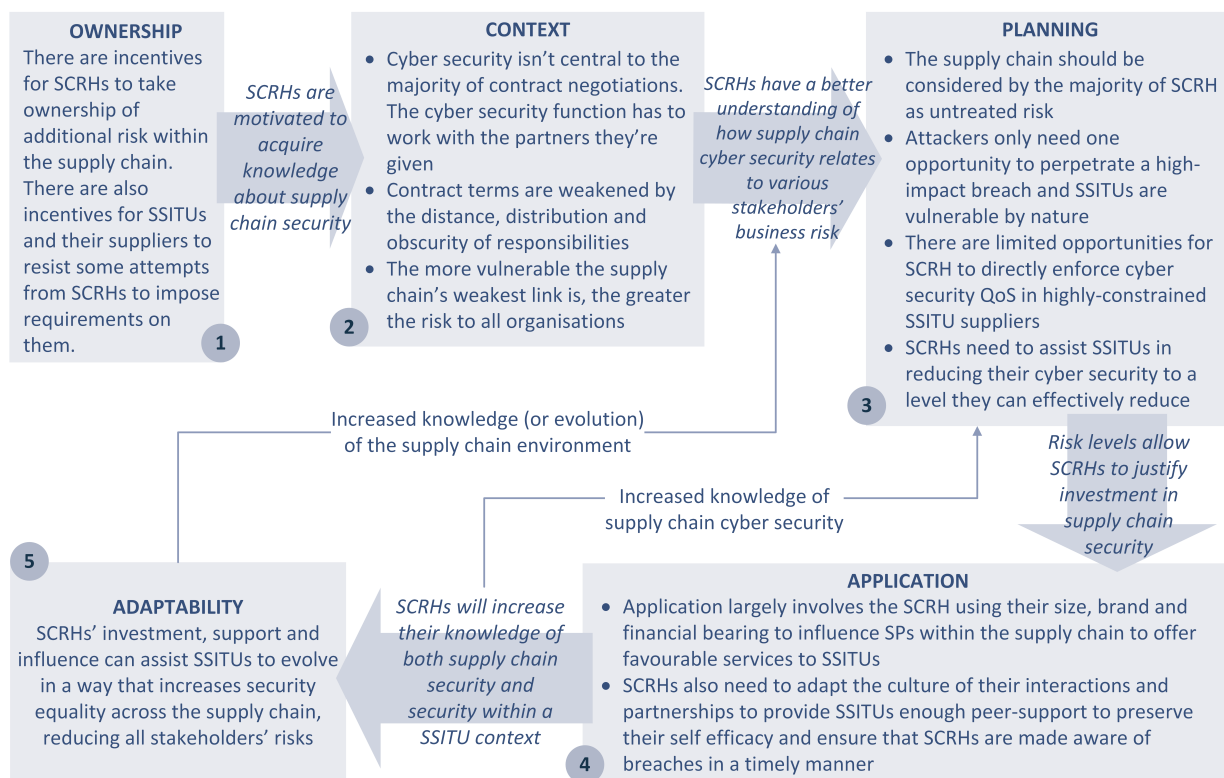 OWNERSHIP
There are incentives
for SCRHs to take
ownership of
additional risk within
the supply chain.
There are also
incentives for SSITUs
and their suppliers to
resist some attempts
from SCRHs to impose
requirements on
them.
1
SCRHs are
motivated to
acquire
knowledge
about supply
chain security
CONTEXT
• Cyber security isn't central to the
majority of contract negotiations.
The cyber security function has to
work with the partners they're
given
• Contract terms are weakened by
the distance, distribution and
obscurity of responsibilities
• The more vulnerable the supply
chain's weakest link is, the greater
the risk to all organisations
2
SCRHs have a better
understanding of
how supply chain
cyber security relates
to various
stakeholders'
business risk
PLANNING
• The supply chain should be
considered by the majority of SCRH
as untreated risk
• Attackers only need one
opportunity to perpetrate a high-
impact breach and SSITUs are
vulnerable by nature
• There are limited opportunities for
SCRH to directly enforce cyber
security QoS in highly-constrained
SSITU suppliers
• SCRHs need to assist SSITUs in
reducing their cyber security to a
level they can effectively reduce
3
Increased knowledge (or evolution)
of the supply chain environment
Increased knowledge of
supply chain cyber security
Risk levels allow
SCRHs to justify
investment in
supply chain
security
APPLICATION
• Application largely involves the SCRH using their size, brand and
financial bearing to influence SPs within the supply chain to offer
favourable services to SSITUs
• SCRHs also need to adapt the culture of their interactions and
partnerships to provide SSITUs enough peer-support to preserve
their self efficacy and ensure that SCRHs are made aware of
breaches in a timely manner
4
SCRHs will increase
their knowledge of
both supply chain
security and
security within a
SSITU context
5
ADAPTABILITY
SCRHs' investment, support and
influence can assist SSITUs to evolve
in a way that increases security
equality across the supply chain,
reducing all stakeholders' risks